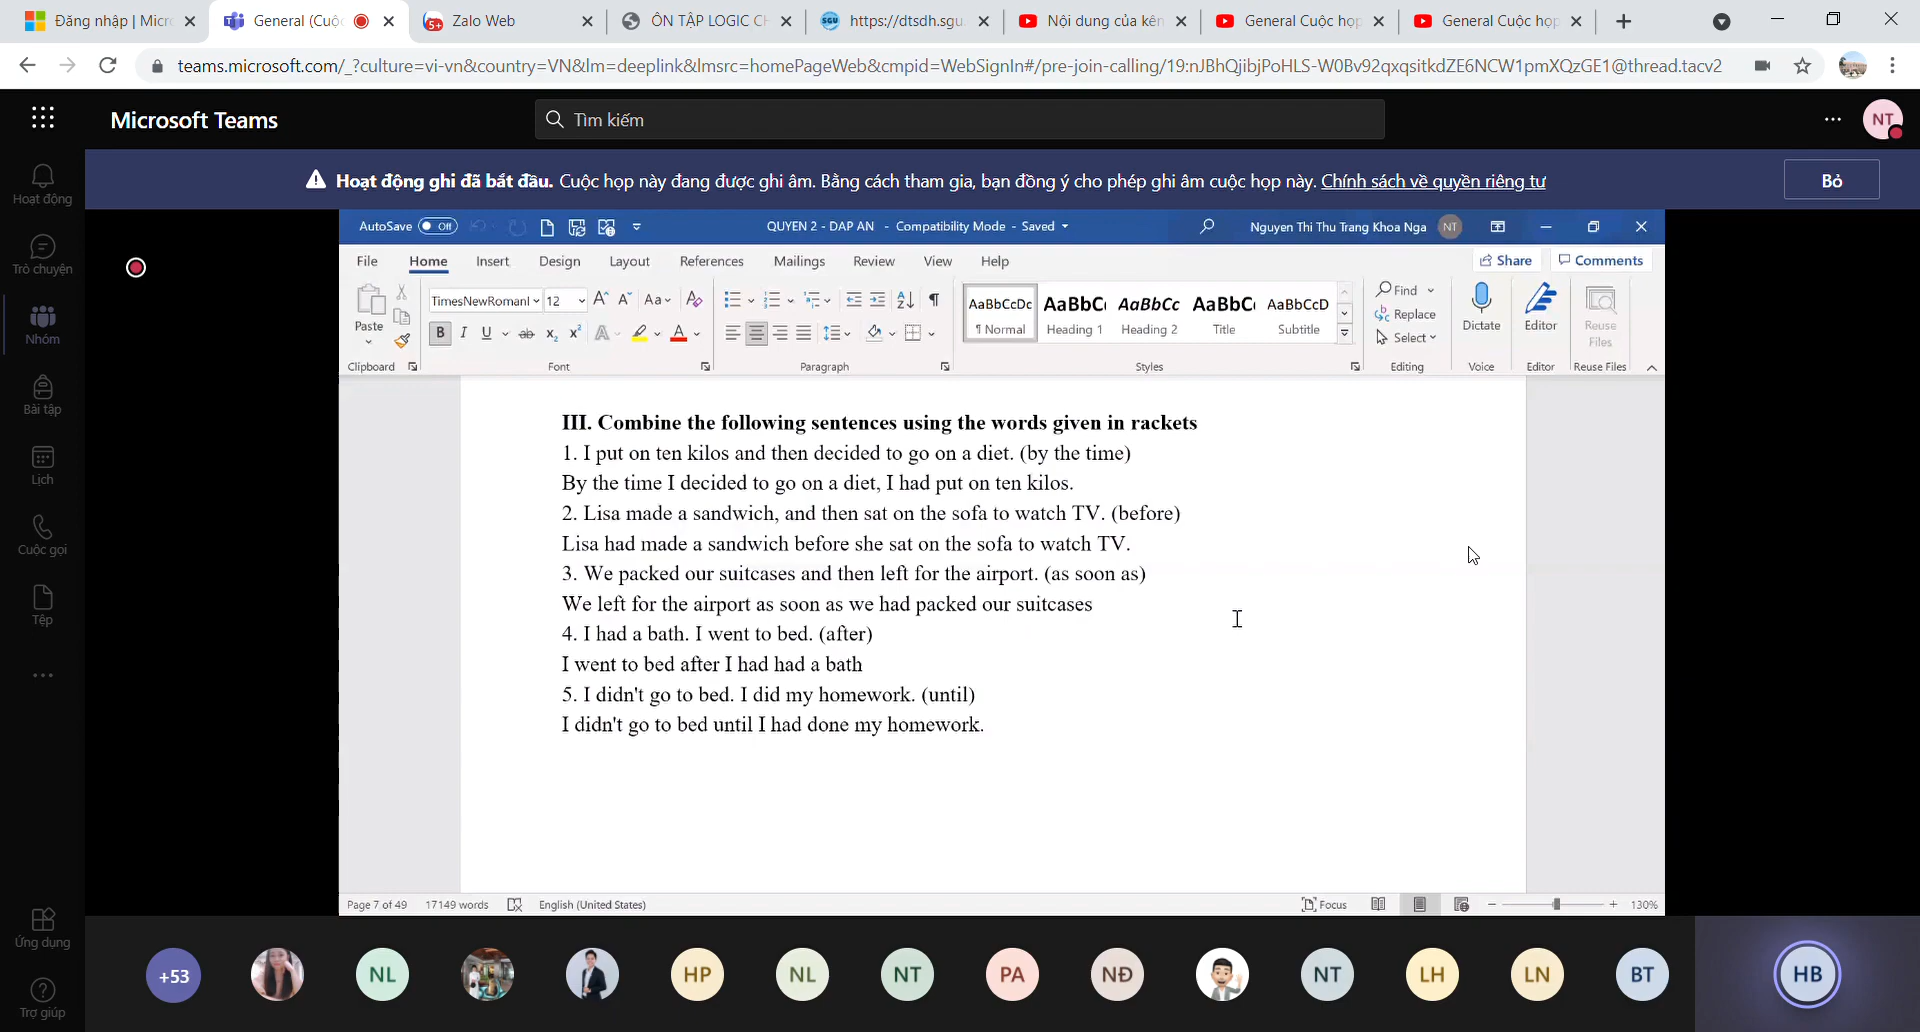 Đăng nhập | Micro
General (Cuộc
Zalo Web
ÔN TẬP LOGIC CH
https://dtsdh.sgu.
Nội dung của kên
General Cuộc họp
General Cuộc họp
teams.microsoft.com/_?culture=vi-vn&country=VN&lm=deeplink&lmsrc=homePageWeb&cmpid=WebSignIn#/pre-join-calling/19:nJBhQjibjPoHLS-W0Bv92qxqsitkdZE6NCW1pmXQzGE1@thread.tacv2
Microsoft Teams
Tìm kiếm
NT
Hoạt động ghi đã bắt đầu. Cuộc họp này đang được ghi âm. Bằng cách tham gia, bạn đồng ý cho phép ghi âm cuộc họp này. Chính sách về quyền riêng tư
Bỏ
Hoạt động
Trò chuyện
Nhóm
Bài tập
Lịch
Cuộc gọi
Tệp
Ứng dụng
Trợ giúp
AutoSave Off
QUYEN 2 - DAP AN - Compatibility Mode - Saved
Nguyen Thi Thu Trang Khoa Nga NT
File Home Insert Design Layout References Mailings Review View Help
Share Comments
Paste
TimesNewRomanI 12
AaBbCcDc AaBbC AaBbCc AaBbC AaBbCcD
¶ Normal Heading 1 Heading 2 Title Subtitle
Find
Replace
Select
Dictate
Editor
Reuse
Files
Clipboard Font Paragraph Styles Editing Voice Editor Reuse Files
III. Combine the following sentences using the words given in rackets
1. I put on ten kilos and then decided to go on a diet. (by the time)
By the time I decided to go on a diet, I had put on ten kilos.
2. Lisa made a sandwich, and then sat on the sofa to watch TV. (before)
Lisa had made a sandwich before she sat on the sofa to watch TV.
3. We packed our suitcases and then left for the airport. (as soon as)
We left for the airport as soon as we had packed our suitcases
4. I had a bath. I went to bed. (after)
I went to bed after I had had a bath
5. I didn't go to bed. I did my homework. (until)
I didn't go to bed until I had done my homework.
Page 7 of 49 17149 words English (United States)
Focus 130%
+53 NL HP NL NT PA NĐ NT LH LN BT HB